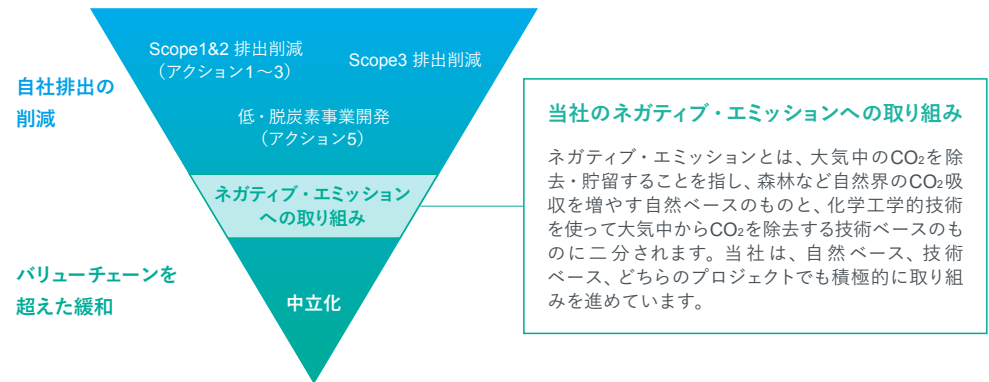 Scope1&2 排出削減
（アクション1～3）
Scope3 排出削減
自社排出の
削減
低・脱炭素事業開発
（アクション5）
ネガティブ・エミッション
への取り組み
バリューチェーンを
超えた緩和
中立化
当社のネガティブ・エミッションへの取り組み
ネガティブ・エミッションとは、大気中のCO₂を除
去・貯留することを指し、森林など自然界のCO₂吸
収を増やす自然ベースのものと、化学工学的技術
を使って大気中からCO₂を除去する技術ベースのも
のに二分されます。当社は、自然ベース、技術
ベース、どちらのプロジェクトでも積極的に取り組
みを進めています。